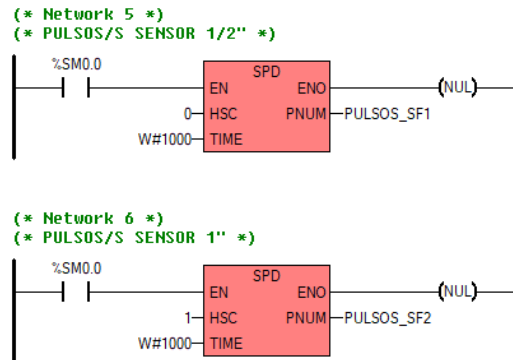 (* Network 5 *)
(* PULSOS/S SENSOR 1/2" *)
%SM0.0
SPD
EN ENO (NUL)
0 HSC PNUM PULSOS_SF1
W#1000 TIME
(* Network 6 *)
(* PULSOS/S SENSOR 1" *)
%SM0.0
SPD
EN ENO (NUL)
1 HSC PNUM PULSOS_SF2
W#1000 TIME